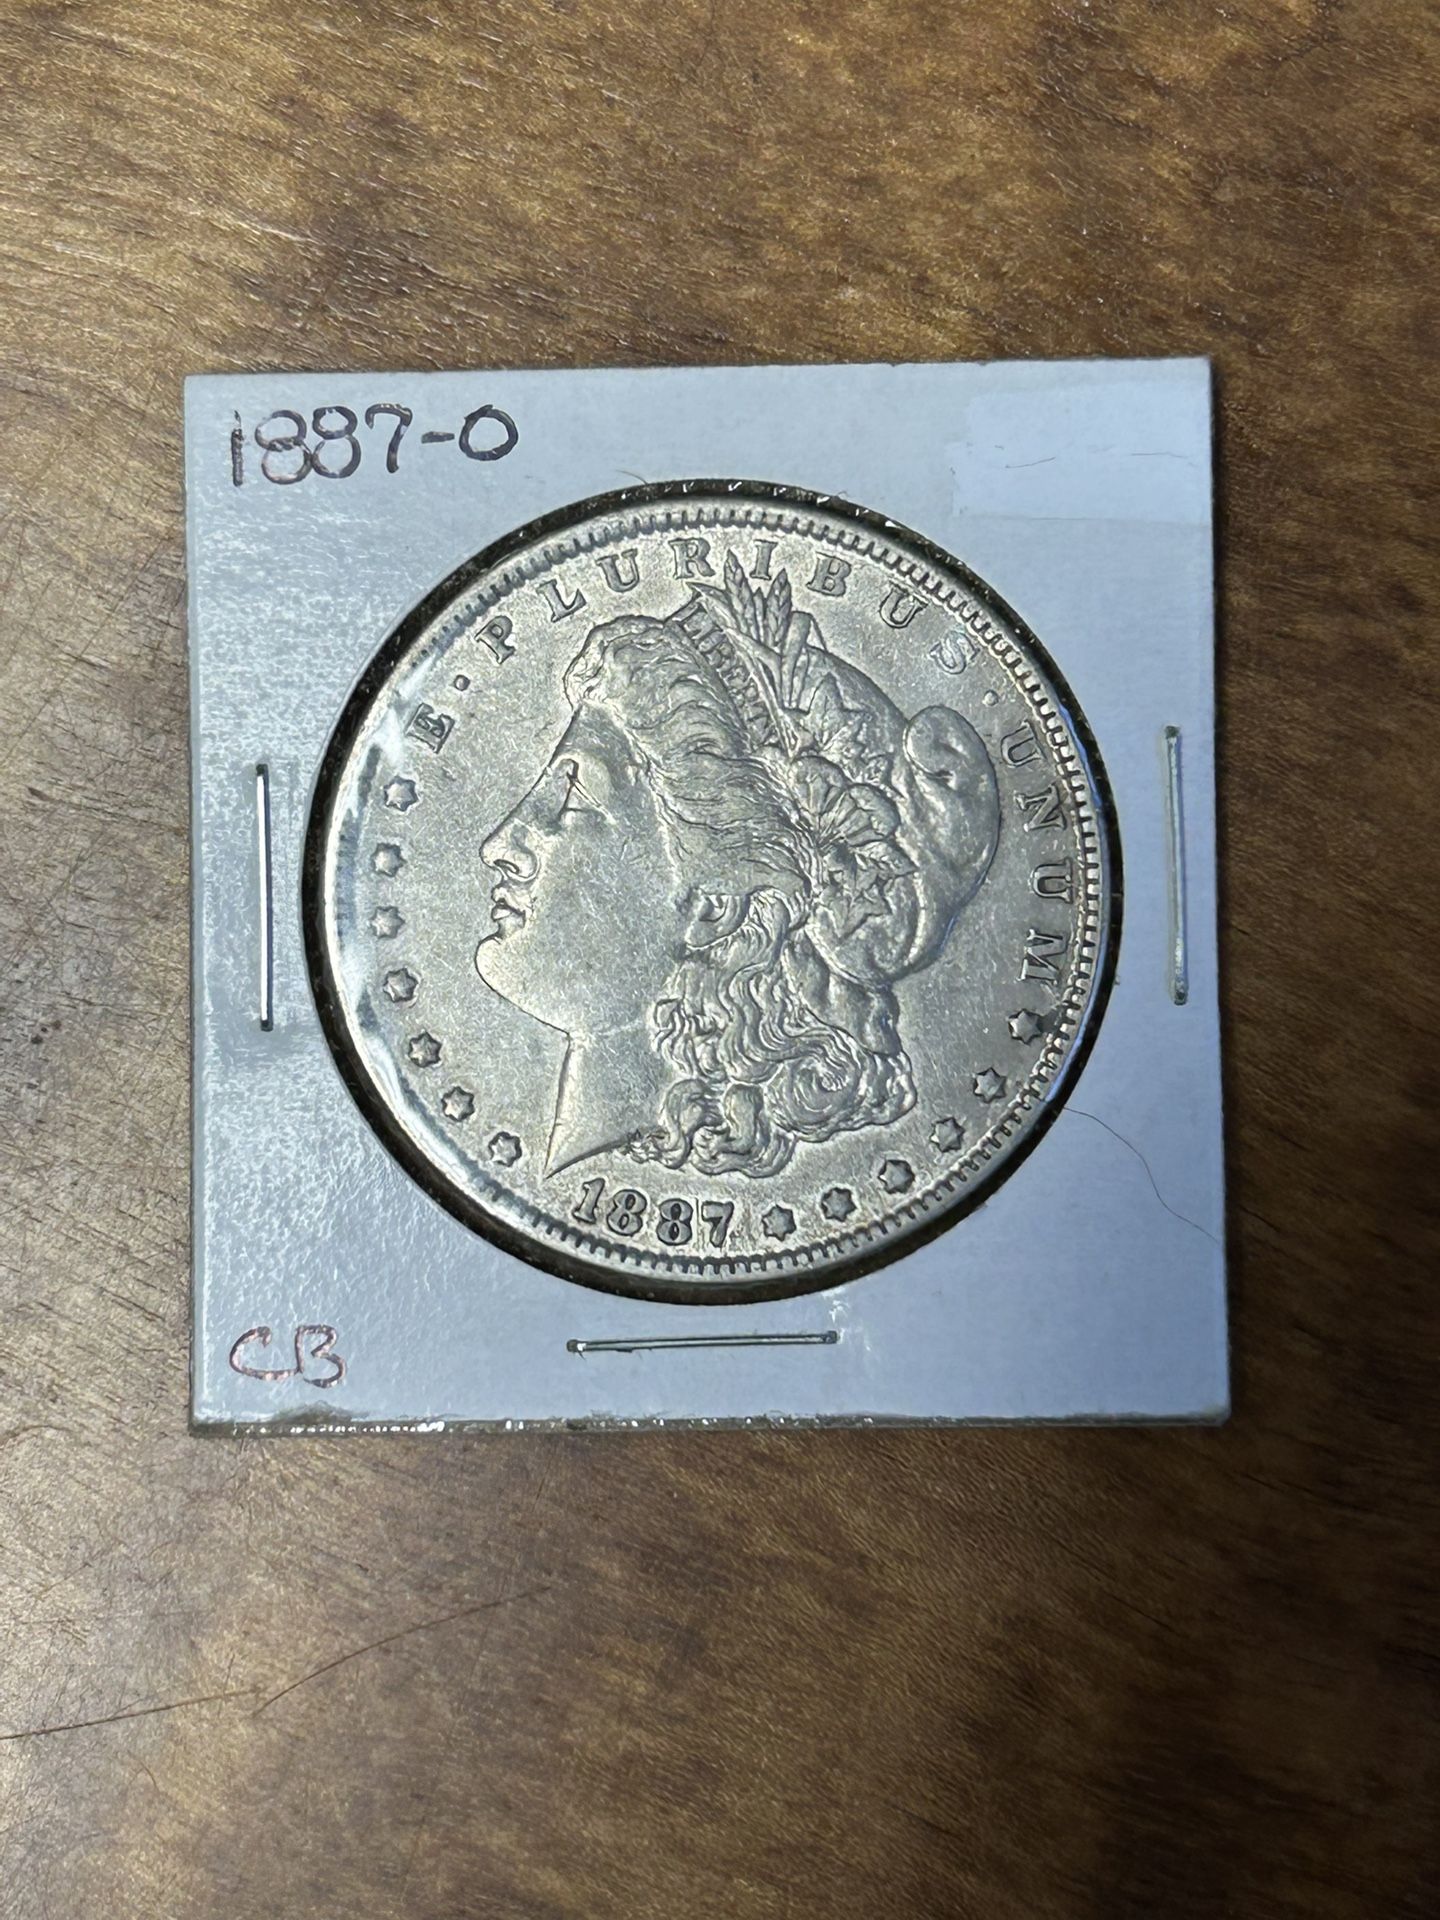 1887-O
E · PLURIBUS · UNUM
LIBERTY
1887
CB